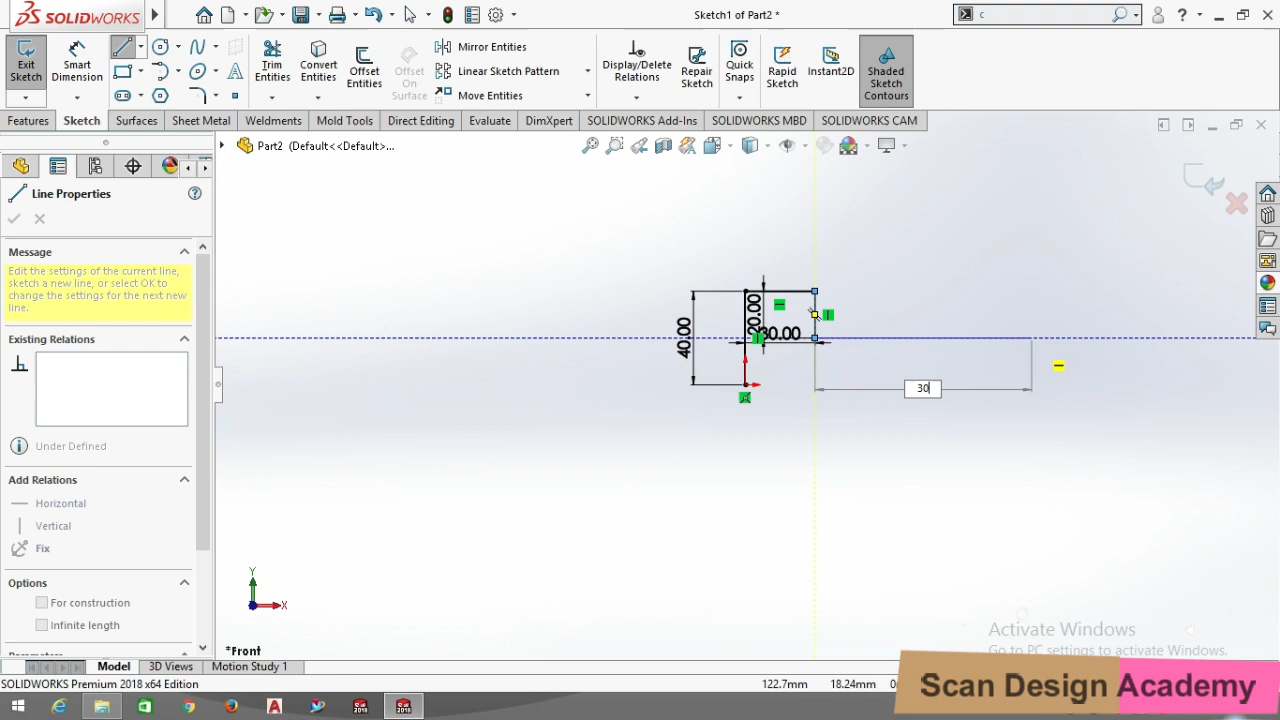 SOLIDWORKS
Sketch1 of Part2 *
c
Exit Sketch
Smart Dimension
Trim Entities
Convert Entities
Offset Entities
Offset On Surface
Mirror Entities
Linear Sketch Pattern
Move Entities
Display/Delete Relations
Repair Sketch
Quick Snaps
Rapid Sketch
Instant2D
Shaded Sketch Contours
Features
Sketch
Surfaces
Sheet Metal
Weldments
Mold Tools
Direct Editing
Evaluate
DimXpert
SOLIDWORKS Add-Ins
SOLIDWORKS MBD
SOLIDWORKS CAM
Part2 (Default<<Default>...
Line Properties
Message
Edit the settings of the current line,
sketch a new line, or select OK to
change the settings for the next new
line.
Existing Relations
Under Defined
Add Relations
Horizontal
Vertical
Fix
Options
For construction
Infinite length
40.00
20.00
30.00
30
Y
X
*Front
Activate Windows
Go to PC settings to activate Windows.
Model
3D Views
Motion Study 1
SOLIDWORKS Premium 2018 x64 Edition
122.7mm
18.24mm
Scan Design Academy